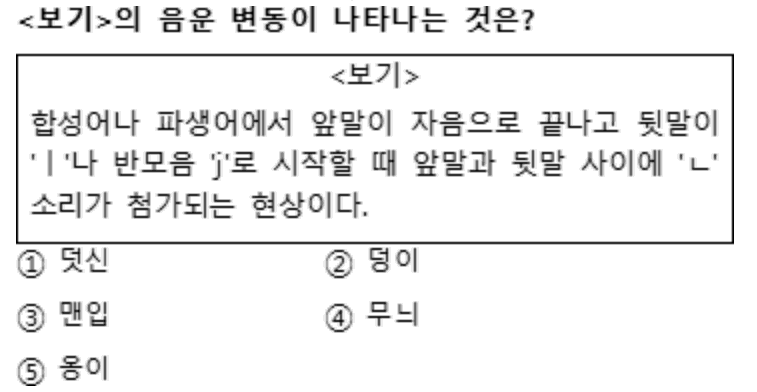 <보기>의 음운 변동이 나타나는 것은?
<보기>
합성어나 파생어에서 앞말이 자음으로 끝나고 뒷말이
'ㅣ'나 반모음 'j'로 시작할 때 앞말과 뒷말 사이에 'ㄴ'
소리가 첨가되는 현상이다.
① 덧신 ② 덩이
③ 맨입 ④ 무늬
⑤ 옹이